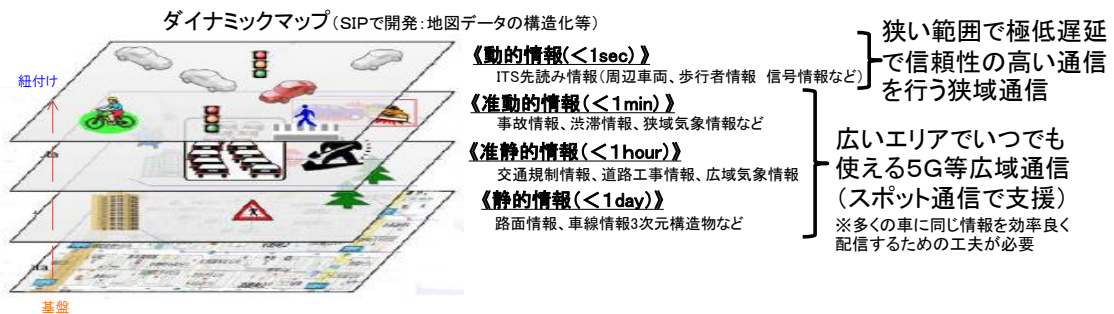 ダイナミックマップ(SIPで開発:地図データの構造化等)
紐付け
基盤
《動的情報(<1sec)》
ITS先読み情報(周辺車両、歩行者情報 信号情報など)
《准動的情報(<1min)》
事故情報、渋滞情報、狭域気象情報など
《准静的情報(<1hour)》
交通規制情報、道路工事情報、広域気象情報
《静的情報(<1day)》
路面情報、車線情報3次元構造物など
狭い範囲で極低遅延
で信頼性の高い通信
を行う狭域通信
広いエリアでいつでも
使える5G等広域通信
(スポット通信で支援)
※多くの車に同じ情報を効率良く
配信するための工夫が必要